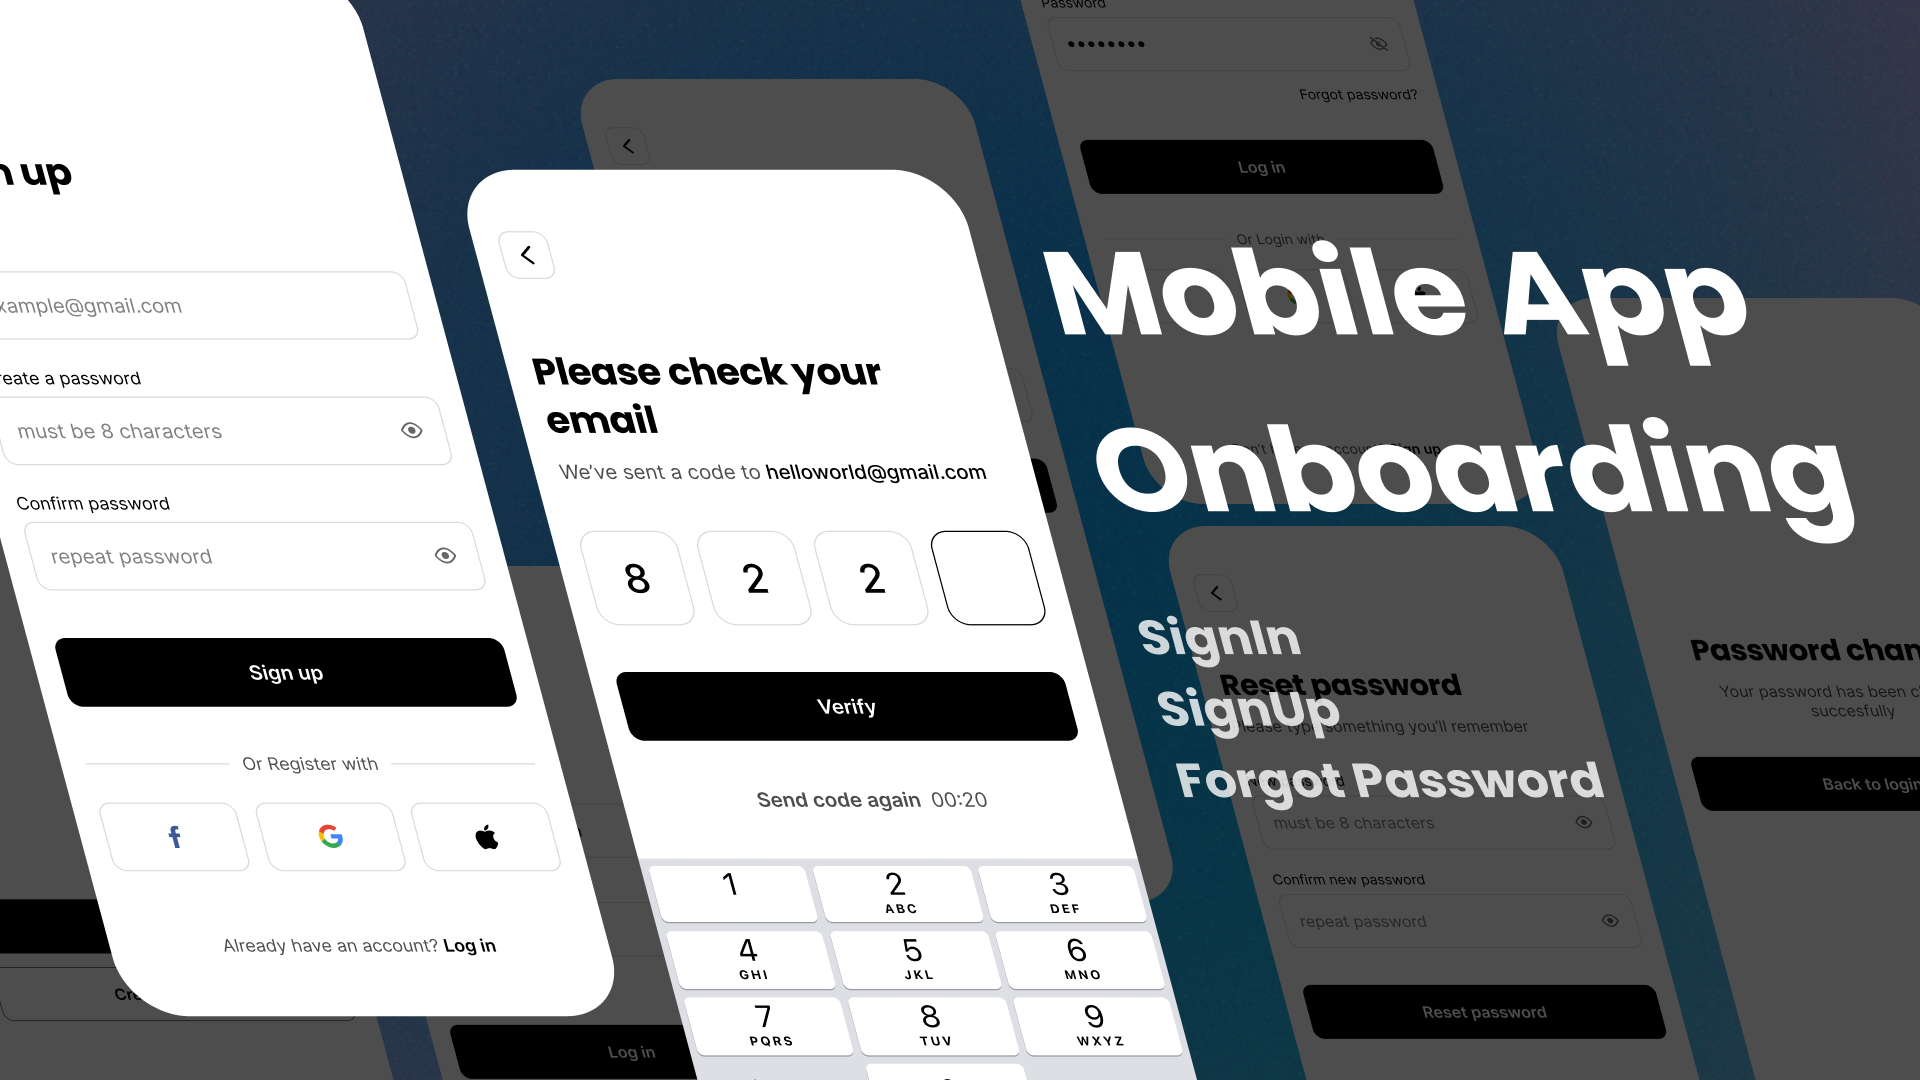 n up
xample@gmail.com
reate a password
must be 8 characters
Confirm password
repeat password
Sign up
Or Register with
Already have an account? Log in
Please check your
email
We've sent a code to helloworld@gmail.com
8 2 2
Verify
Send code again 00:20
1
2
ABC
3
DEF
4
GHI
5
JKL
6
MNO
7
PQRS
8
TUV
9
WXYZ
Log in
Password
Forgot password?
Log in
Or Login with
Mobile App
Onboarding
Sign up
SignIn
SignUp
Forgot Password
Reset password
Please type something you'll remember
must be 8 characters
Confirm new password
repeat password
Reset password
Password chan
Your password has been c
succesfully
Back to login